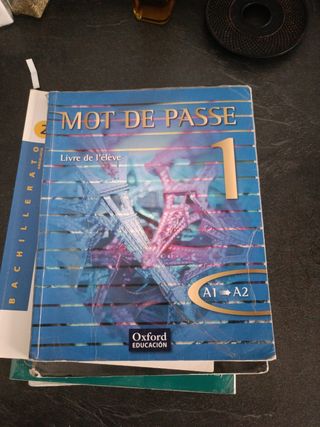 MOT DE PASSE
Livre de l'élève
1
A1 ➡ A2
Oxford
EDUCACIÓN
2
BACHILLERATO